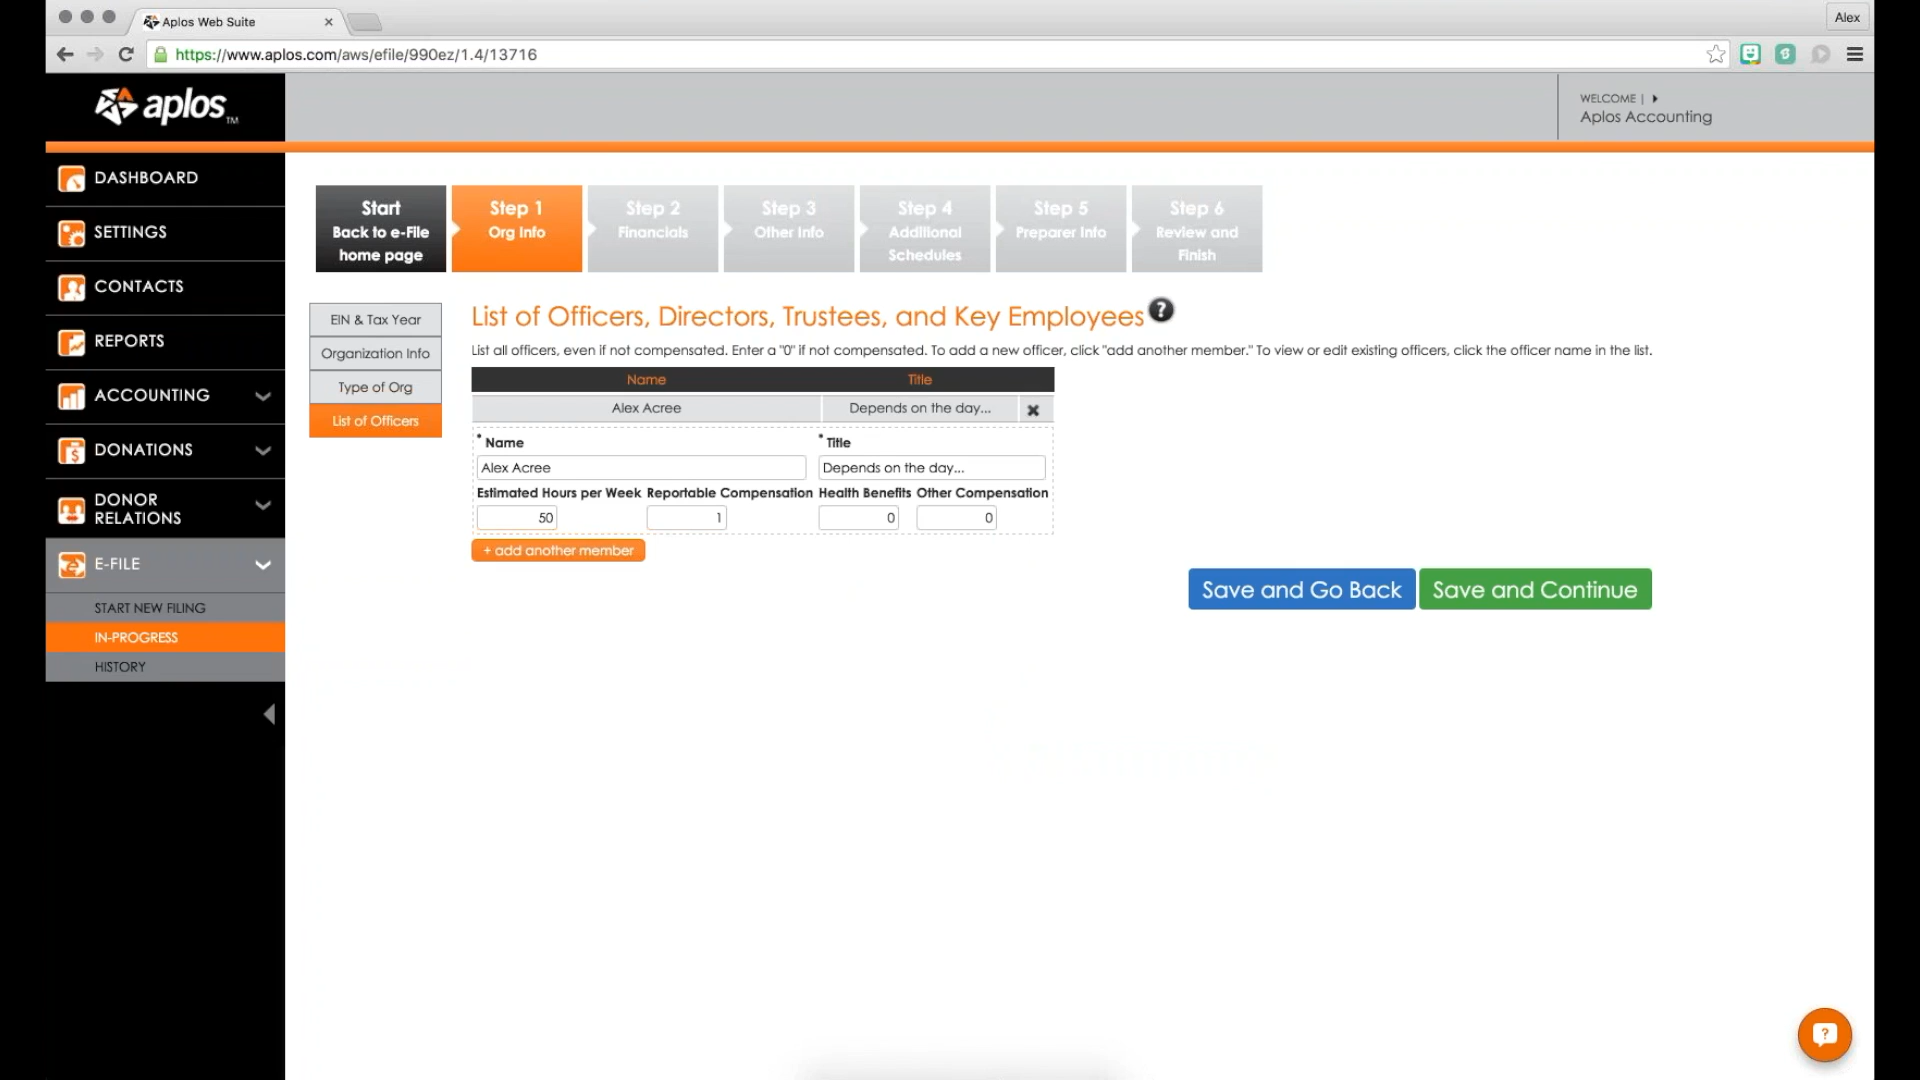 Aplos Web Suite
Alex
https://www.aplos.com/aws/efile/990ez/1.4/13716
aplos TM
WELCOME |
Aplos Accounting
DASHBOARD
SETTINGS
CONTACTS
REPORTS
ACCOUNTING
DONATIONS
DONOR
RELATIONS
E-FILE
START NEW FILING
IN-PROGRESS
HISTORY
Start
Back to e-File
home page
Step 1
Org Info
Step 2
Financials
Step 3
Other Info
Step 4
Additional
Schedules
Step 5
Preparer Info
Step 6
Review and
Finish
EIN & Tax Year
Organization Info
Type of Org
List of Officers
List of Officers, Directors, Trustees, and Key Employees ?
List all officers, even if not compensated. Enter a "0" if not compensated. To add a new officer, click "add another member." To view or edit existing officers, click the officer name in the list.
Name Title
Alex Acree Depends on the day...
* Name * Title
Alex Acree Depends on the day...
Estimated Hours per Week Reportable Compensation Health Benefits Other Compensation
50 1 0 0
+ add another member
Save and Go Back Save and Continue